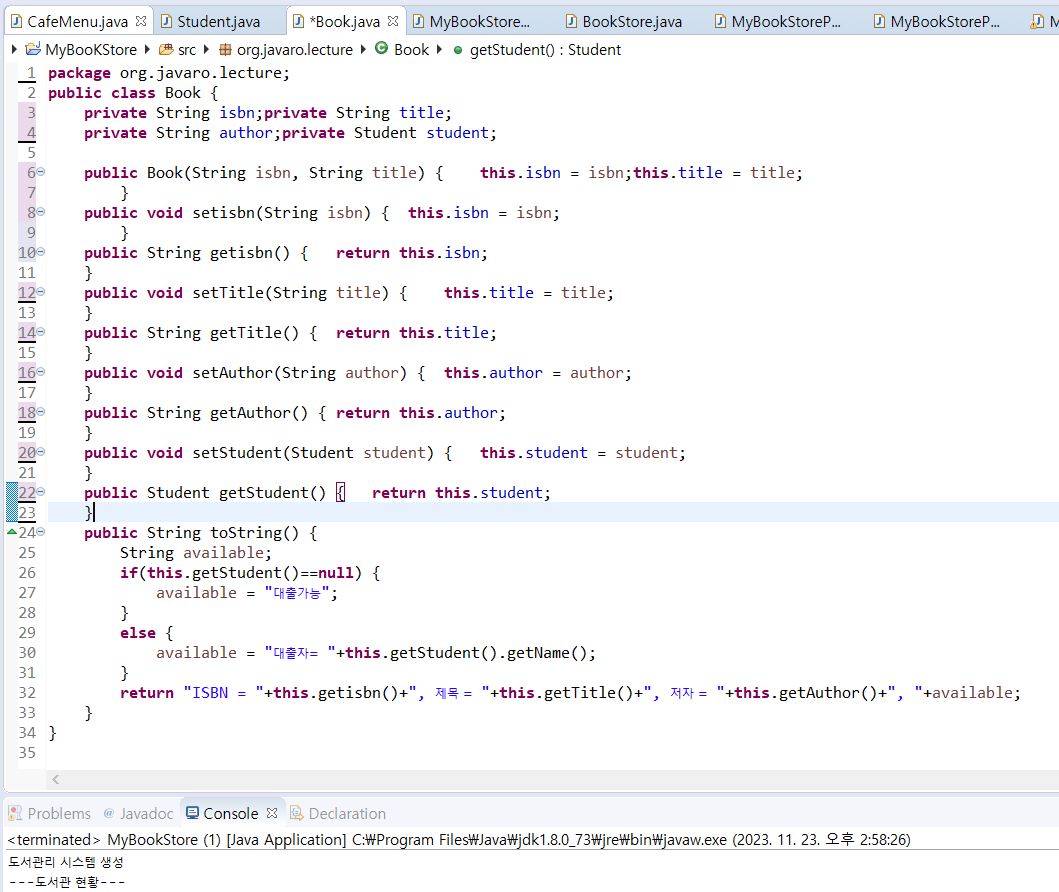 CafeMenu.java Student.java *Book.java MyBookStore... BookStore.java MyBookStoreP... MyBookStoreP... M
MyBooKStore src org.javaro.lecture Book getStudent() : Student
1 package org.javaro.lecture;
2 public class Book {
3 private String isbn;private String title;
4 private String author;private Student student;
5
6 public Book(String isbn, String title) { this.isbn = isbn;this.title = title;
7 }
8 public void setisbn(String isbn) { this.isbn = isbn;
9 }
10 public String getisbn() { return this.isbn;
11 }
12 public void setTitle(String title) { this.title = title;
13 }
14 public String getTitle() { return this.title;
15 }
16 public void setAuthor(String author) { this.author = author;
17 }
18 public String getAuthor() { return this.author;
19 }
20 public void setStudent(Student student) { this.student = student;
21 }
22 public Student getStudent() { return this.student;
23 }
24 public String toString() {
25 String available;
26 if(this.getStudent()==null) {
27 available = "대출가능";
28 }
29 else {
30 available = "대출자= "+this.getStudent().getName();
31 }
32 return "ISBN = "+this.getisbn()+", 제목 = "+this.getTitle()+", 저자 = "+this.getAuthor()+", "+available;
33 }
34 }
35
Problems @ Javadoc Console Declaration
<terminated> MyBookStore (1) [Java Application] C:₩Program Files₩Java₩jdk1.8.0_73₩jre₩bin₩javaw.exe (2023. 11. 23. 오후 2:58:26)
도서관리 시스템 생성
---도서관 현황---